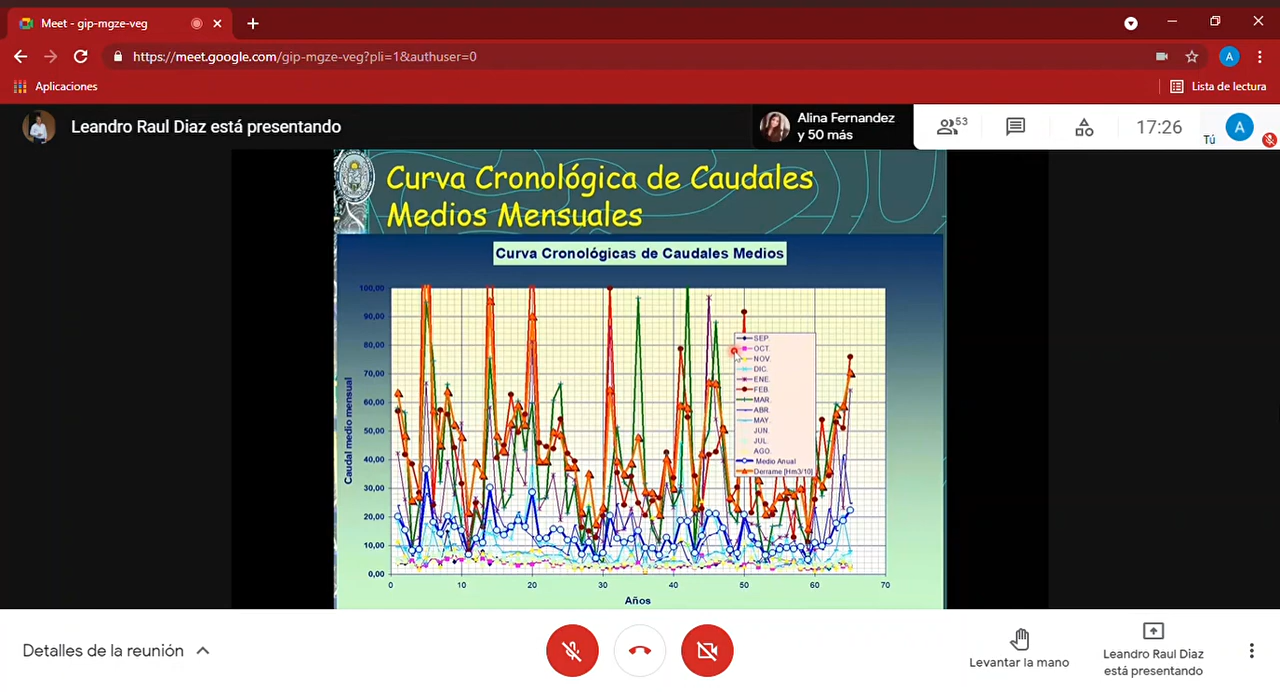 Meet - gip-mgze-veg
https://meet.google.com/gip-mgze-veg?pli=1&authuser=0
A
Aplicaciones
Lista de lectura
Leandro Raul Diaz está presentando
Alina Fernandez
y 50 más
53
17:26
Tú
A
Curva Cronológica de Caudales
Medios Mensuales
Curva Cronológicas de Caudales Medios
100,00
90,00
80,00
70,00
60,00
50,00
40,00
30,00
20,00
10,00
0,00
Caudal medio mensual
SEP.
OCT.
NOV.
DIC.
ENE.
FEB.
MAR.
ABR.
MAY.
JUN.
JUL.
AGO.
Medio Anual
Derrame [Hm3/10]
0 10 20 30 40 50 60 70
Años
Detalles de la reunión
Levantar la mano
Leandro Raul Diaz
está presentando